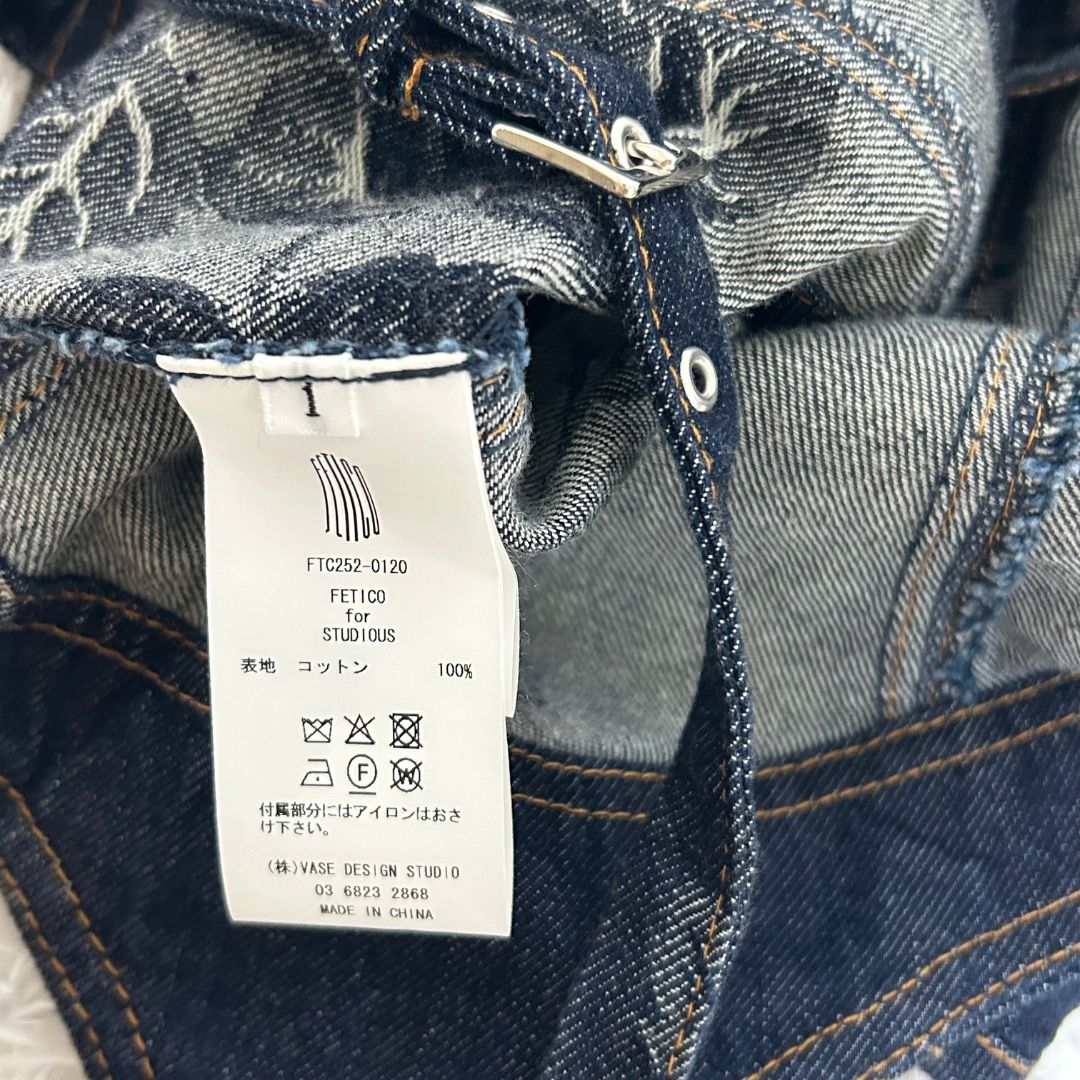 1
FETICO
FTC252-0120
FETICO
for
STUDIOUS
表地 コットン 100%
F
W
付属部分にはアイロンはおさ
け下さい。
(株)VASE DESIGN STUDIO
03 6823 2868
MADE IN CHINA